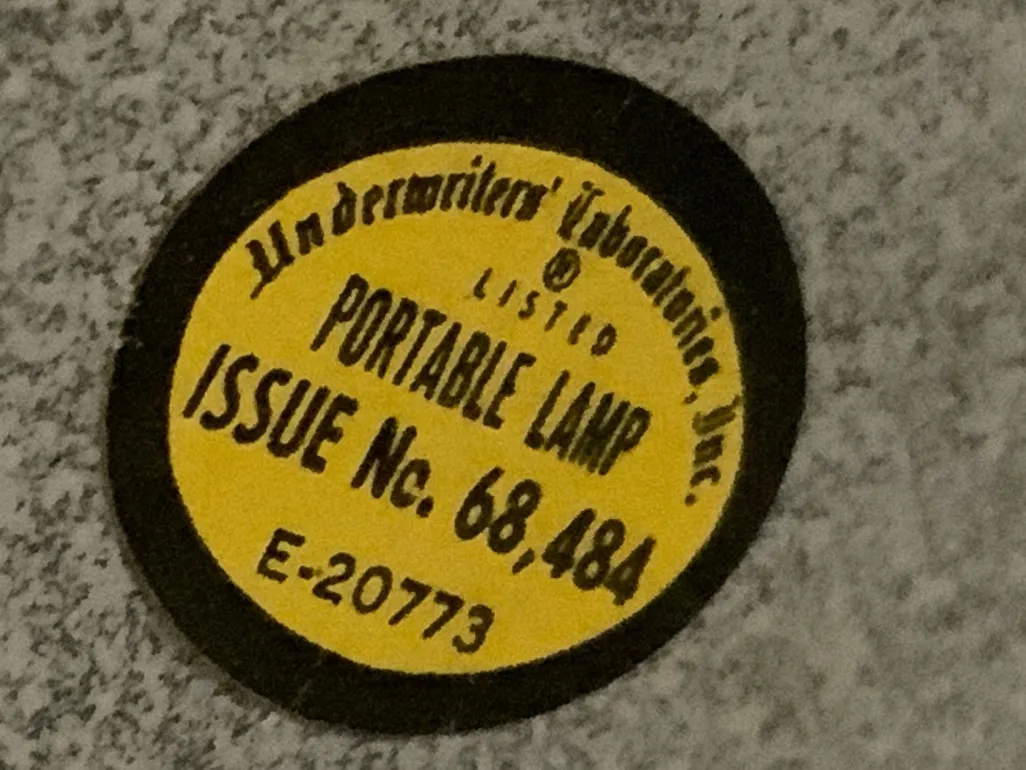 Underwriters' Laboratories, Inc.
®
LISTED
PORTABLE LAMP
ISSUE No. 68,484
E-20773